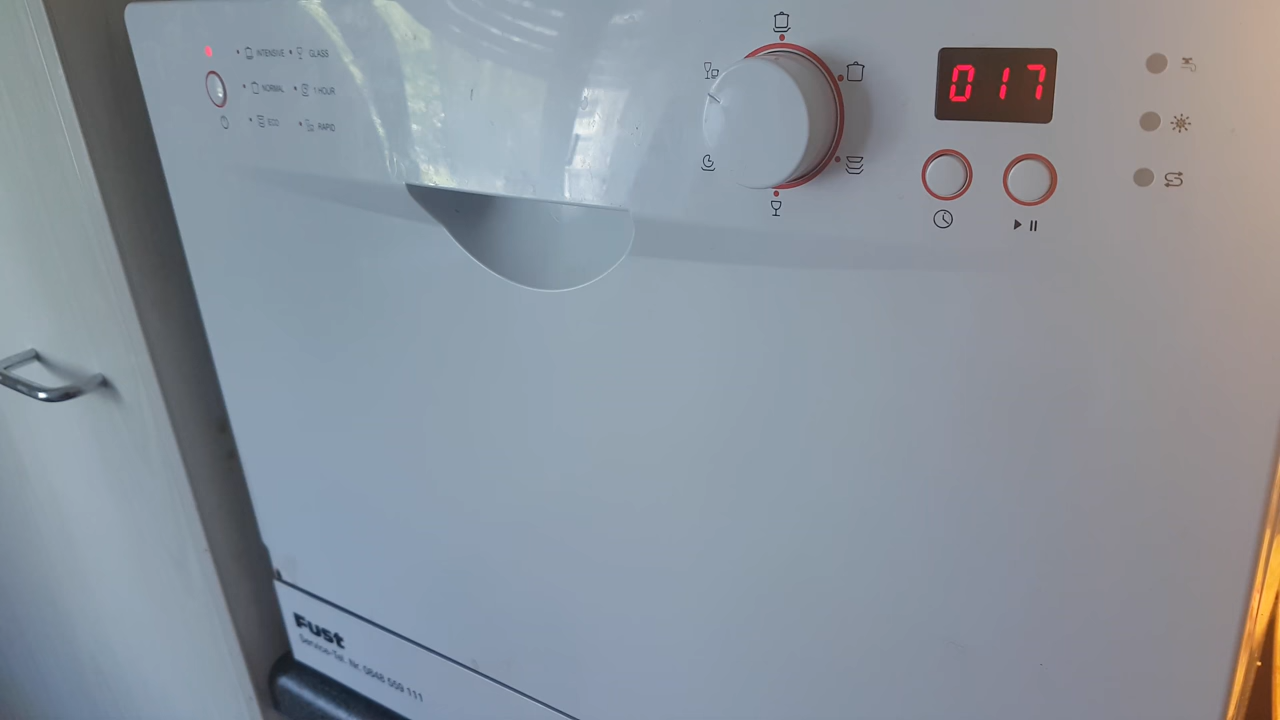 INTENSIVE GLASS
NORMAL 1 HOUR
ECO RAPID
017
Fust
Service-Tel. Nr. 0848 559 111